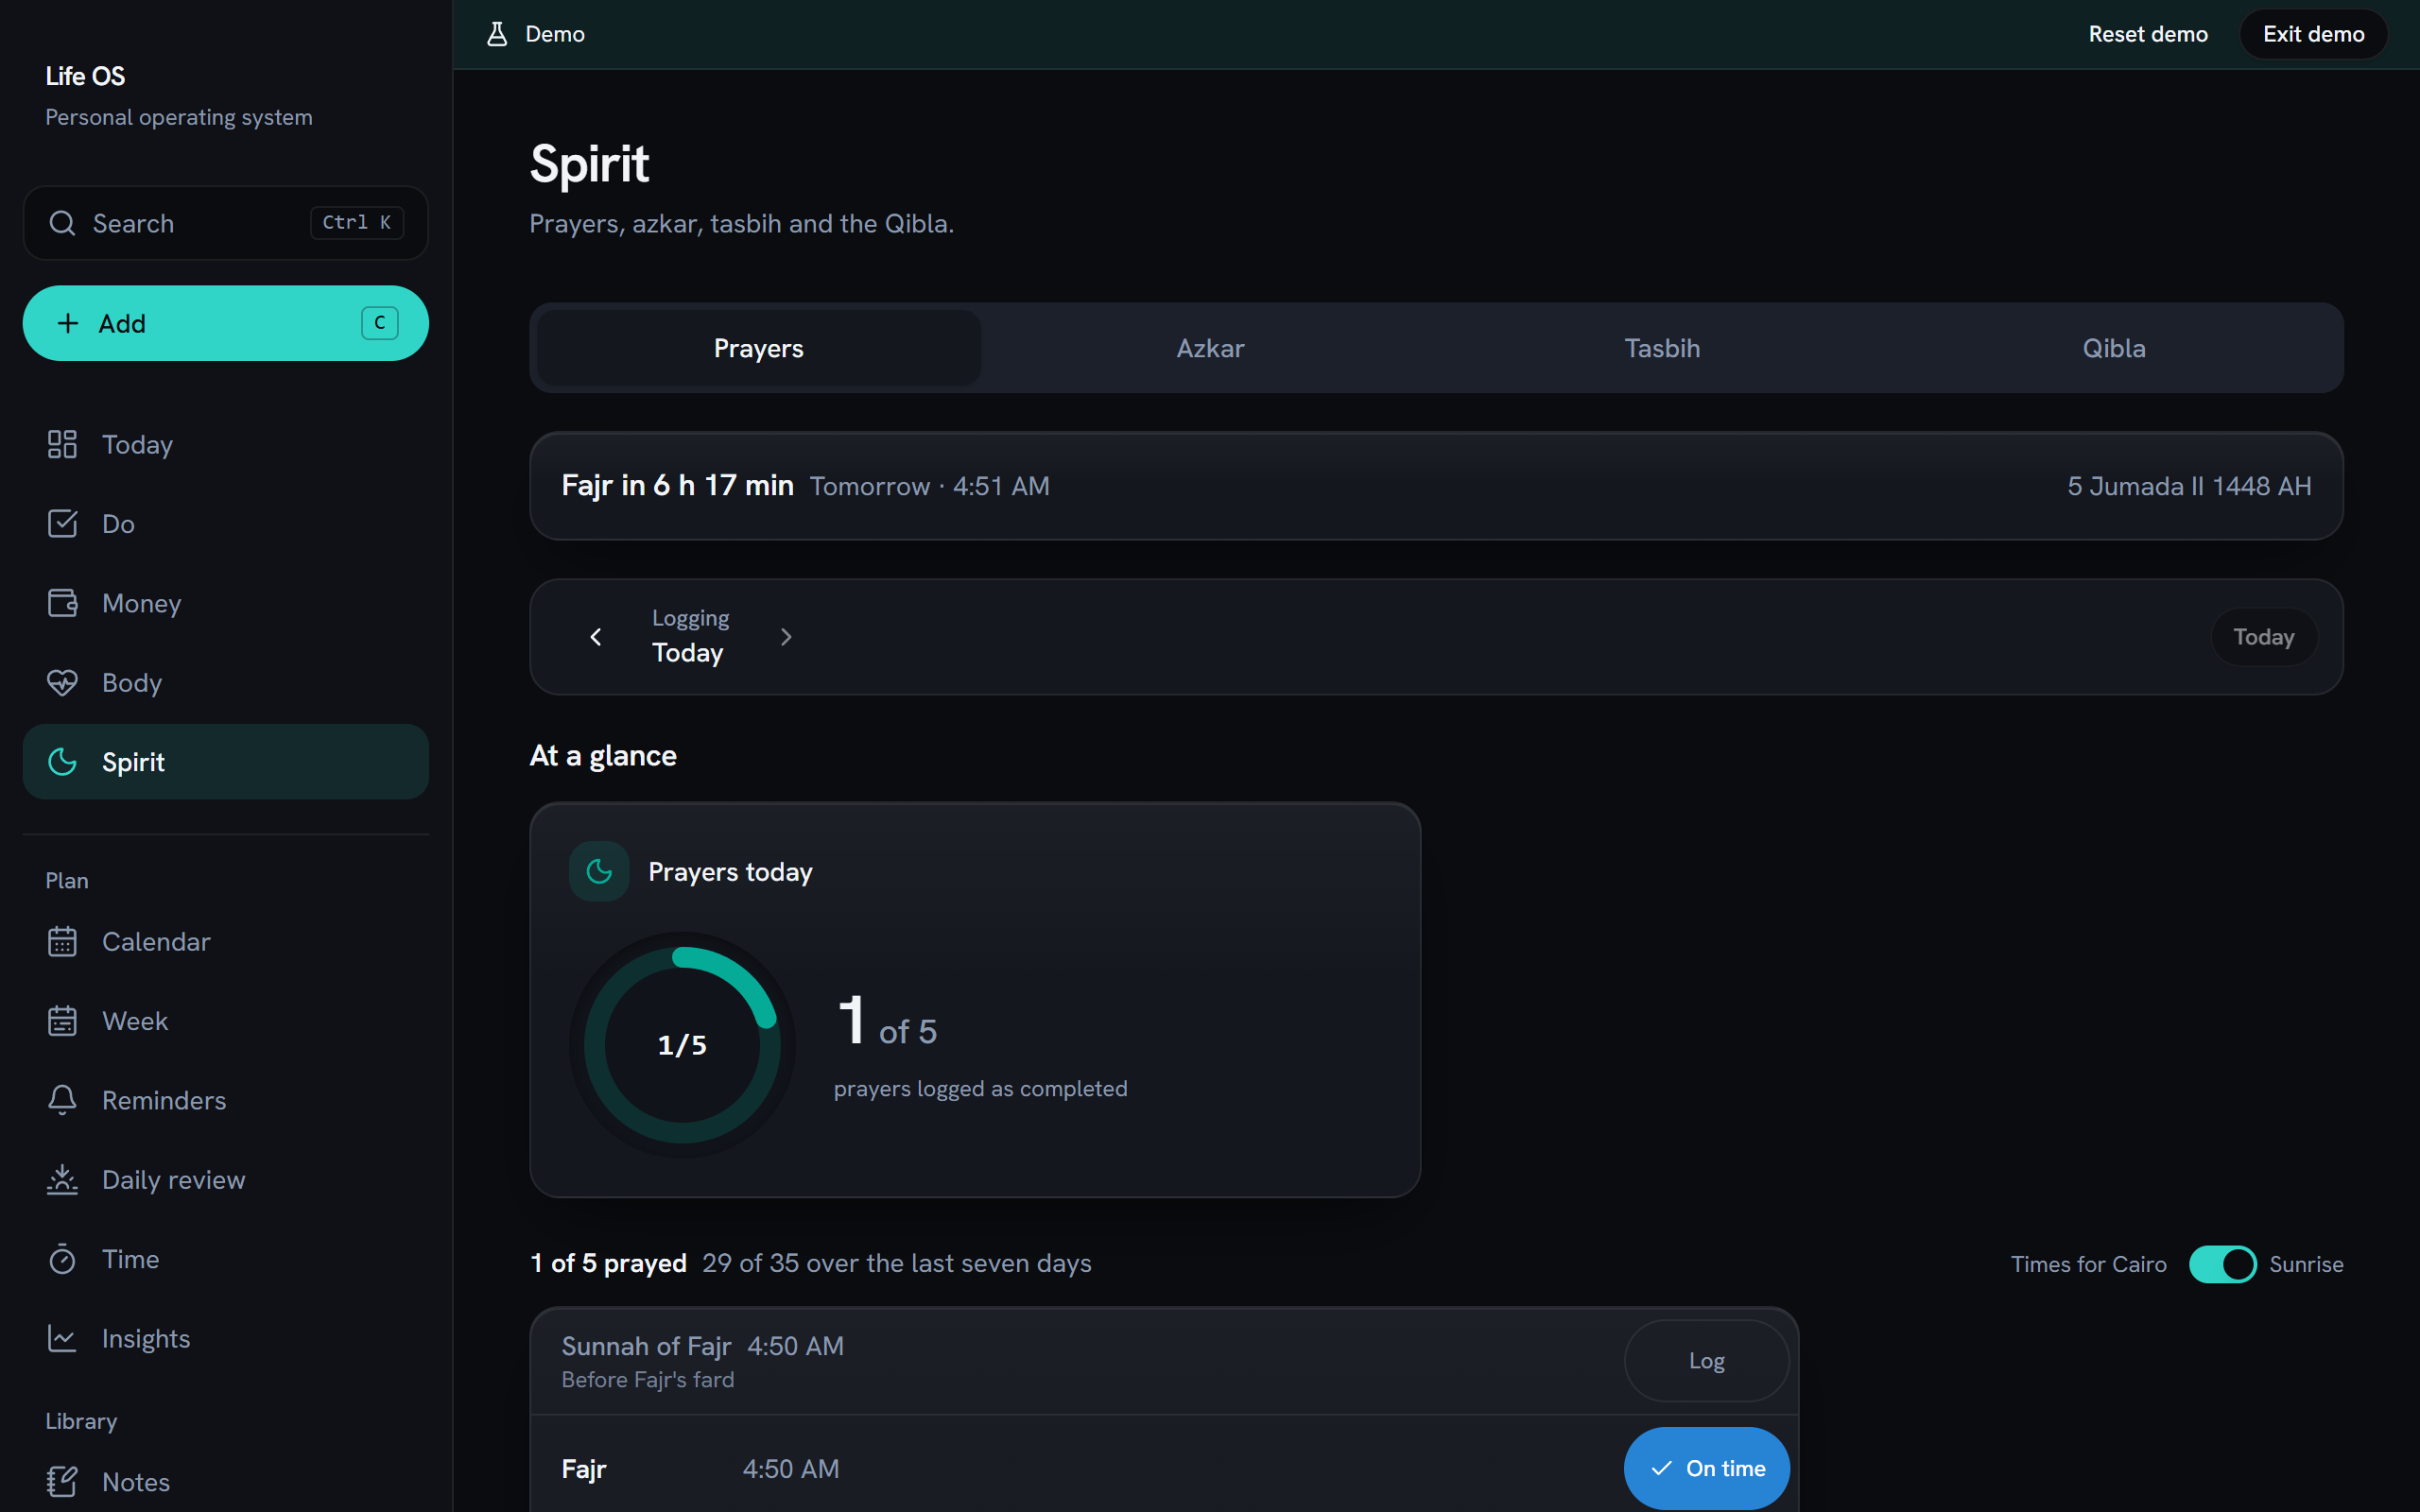 Life OS
Personal operating system
Search Ctrl K
Add C
Today
Do
Money
Body
Spirit
Plan
Calendar
Week
Reminders
Daily review
Time
Insights
Library
Notes
Demo
Reset demo
Exit demo
Spirit
Prayers, azkar, tasbih and the Qibla.
Prayers Azkar Tasbih Qibla
Fajr in 6 h 17 min Tomorrow · 4:51 AM 5 Jumada II 1448 AH
Logging
Today
Today
At a glance
Prayers today
1/5
1 of 5
prayers logged as completed
1 of 5 prayed 29 of 35 over the last seven days Times for Cairo Sunrise
Sunnah of Fajr 4:50 AM
Before Fajr's fard
Log
Fajr 4:50 AM On time